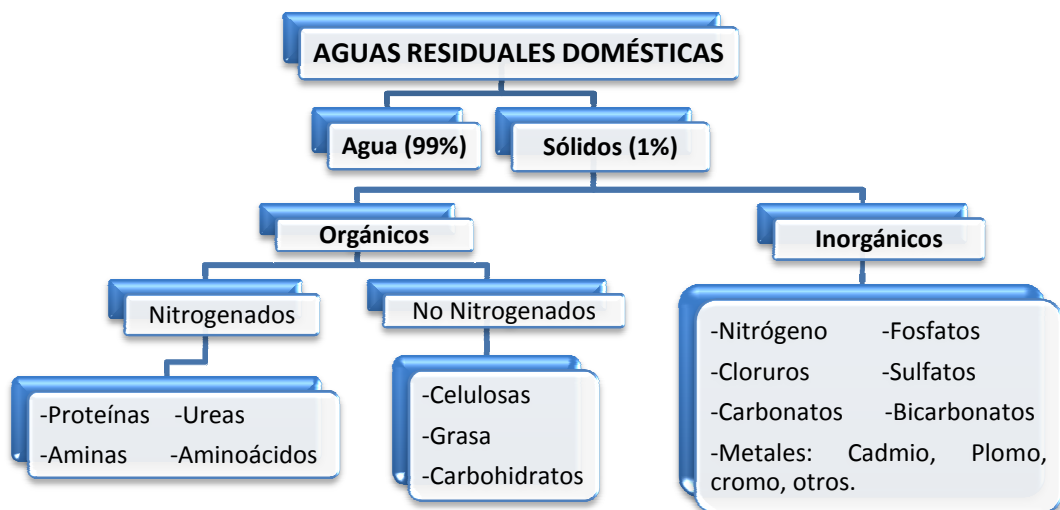 AGUAS RESIDUALES DOMÉSTICAS
Agua (99%)
Sólidos (1%)
Orgánicos
Inorgánicos
Nitrogenados
No Nitrogenados
-Proteínas -Ureas
-Aminas -Aminoácidos
-Celulosas
-Grasa
-Carbohidratos
-Nitrógeno -Fosfatos
-Cloruros -Sulfatos
-Carbonatos -Bicarbonatos
-Metales: Cadmio, Plomo,
cromo, otros.